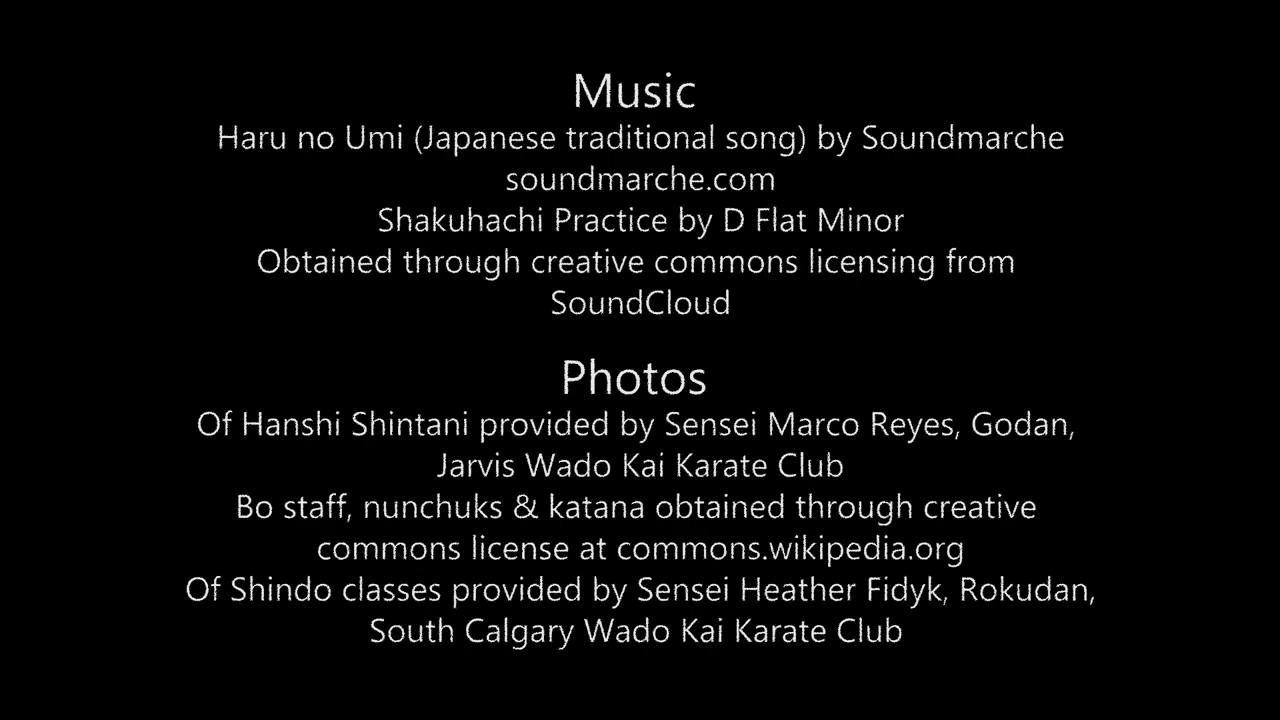 Music
Haru no Umi (Japanese traditional song) by Soundmarche
soundmarche.com
Shakuhachi Practice by D Flat Minor
Obtained through creative commons licensing from
SoundCloud
Photos
Of Hanshi Shintani provided by Sensei Marco Reyes, Godan,
Jarvis Wado Kai Karate Club
Bo staff, nunchuks & katana obtained through creative
commons license at commons.wikipedia.org
Of Shindo classes provided by Sensei Heather Fidyk, Rokudan,
South Calgary Wado Kai Karate Club